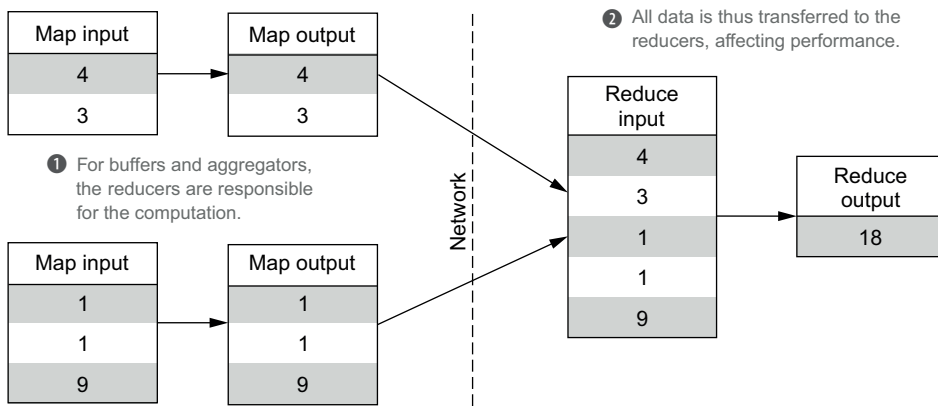 Map input
4
3
Map output
4
3
❶ For buffers and aggregators,
the reducers are responsible
for the computation.
Map input
1
1
9
Map output
1
1
9
Network
❷ All data is thus transferred to the
reducers, affecting performance.
Reduce
input
4
3
1
1
9
Reduce
output
18